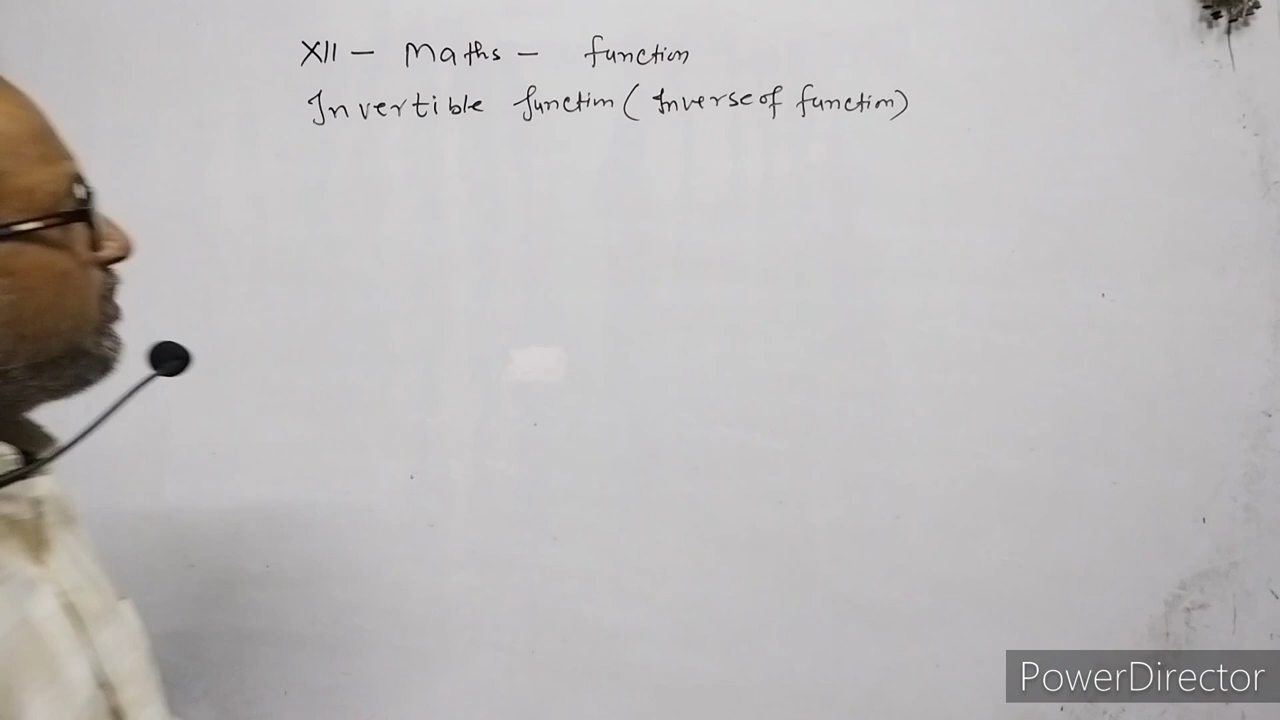 XII - Maths - function
Invertible function ( Inverse of function)
PowerDirector